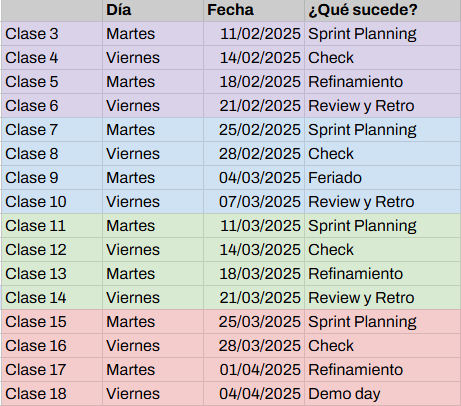 Día Fecha ¿Qué sucede?
Clase 3 Martes 11/02/2025 Sprint Planning
Clase 4 Viernes 14/02/2025 Check
Clase 5 Martes 18/02/2025 Refinamiento
Clase 6 Viernes 21/02/2025 Review y Retro
Clase 7 Martes 25/02/2025 Sprint Planning
Clase 8 Viernes 28/02/2025 Check
Clase 9 Martes 04/03/2025 Feriado
Clase 10 Viernes 07/03/2025 Review y Retro
Clase 11 Martes 11/03/2025 Sprint Planning
Clase 12 Viernes 14/03/2025 Check
Clase 13 Martes 18/03/2025 Refinamiento
Clase 14 Viernes 21/03/2025 Review y Retro
Clase 15 Martes 25/03/2025 Sprint Planning
Clase 16 Viernes 28/03/2025 Check
Clase 17 Martes 01/04/2025 Refinamiento
Clase 18 Viernes 04/04/2025 Demo day